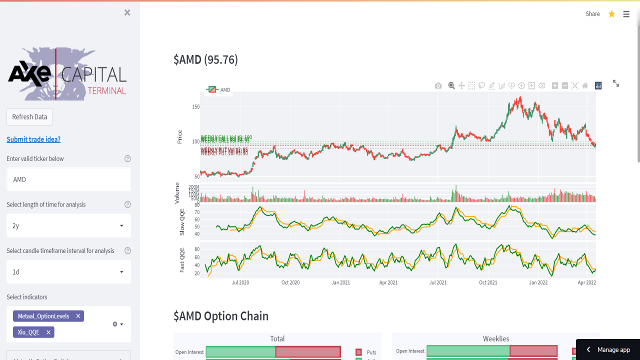 ×
Share
AXE CAPITAL
TERMINAL
Refresh Data
Submit trade idea?
Enter valid ticker below
AMD
Select length of time for analysis
2y
Select candle timeframe interval for analysis
1d
Select indicators
Metsal_OptionLevels ×
Xiu_QQE ×
$AMD (95.76)
AMD
Price
150
100
50
Volume
Slow QQE
80
70
60
50
40
Fast QQE
80
60
40
20
Jul 2020
Oct 2020
Jan 2021
Apr 2021
Jul 2021
Oct 2021
Jan 2022
Apr 2022
$AMD Option Chain
Total
Open Interest
Puts
Weeklies
Open Interest
Manage app